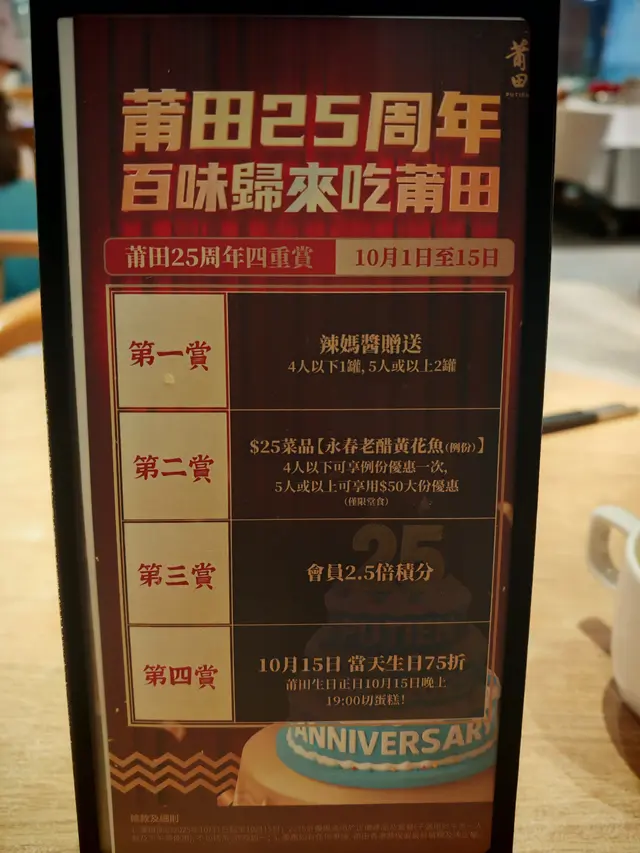 莆田
PUTIEN
莆田25周年
百味歸來吃莆田
莆田25周年四重賞 10月1日至15日
第一賞
辣媽醬贈送
4人以下1罐, 5人或以上2罐
第二賞
$25菜品【永春老醋黃花魚(例份)】
4人以下可享例份優惠一次,
5人或以上可享用$50大份優惠
(僅限堂食)
第三賞
會員2.5倍積分
第四賞
10月15日 當天生日75折
莆田生日正日10月15日晚上
19:00切蛋糕!
25
ANNIVERSARY
條款及細則